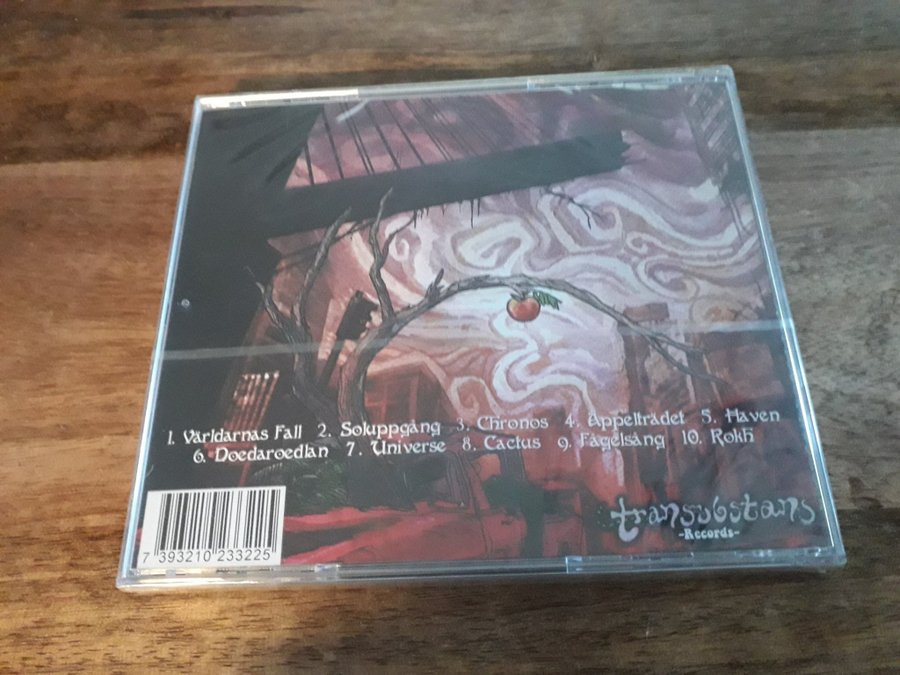 1. Världarnas Fall 2. Soluppgång 3. Chronos 4. Äppelträdet 5. Haven
6. Doedaroedlan 7. Universe 8. Cactus 9. Fågelsång 10. Rokh
transubstans
-Records-
7 393210 233225